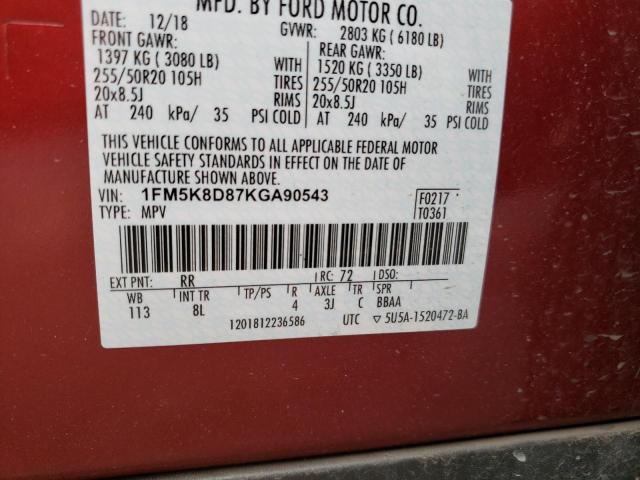 MFD. BY FORD MOTOR CO.
DATE: 12/18 GVWR: 2803 KG ( 6180 LB)
FRONT GAWR: REAR GAWR:
1397 KG ( 3080 LB) WITH 1520 KG ( 3350 LB) WITH
255/50R20 105H TIRES 255/50R20 105H TIRES
20x8.5J RIMS 20x8.5J RIMS
AT 240 kPa/ 35 PSI COLD AT 240 kPa/ 35 PSI COLD
THIS VEHICLE CONFORMS TO ALL APPLICABLE FEDERAL MOTOR
VEHICLE SAFETY STANDARDS IN EFFECT ON THE DATE OF
MANUFACTURE SHOWN ABOVE.
VIN: 1FM5K8D87KGA90543 F0217
TYPE: MPV T0361
EXT PNT: RR RC: 72 DSO:
WB INT TR TP/PS R AXLE TR SPR
113 8L 4 3J C BBAA
1201812236586 UTC ▽ 5U5A-1520472-BA